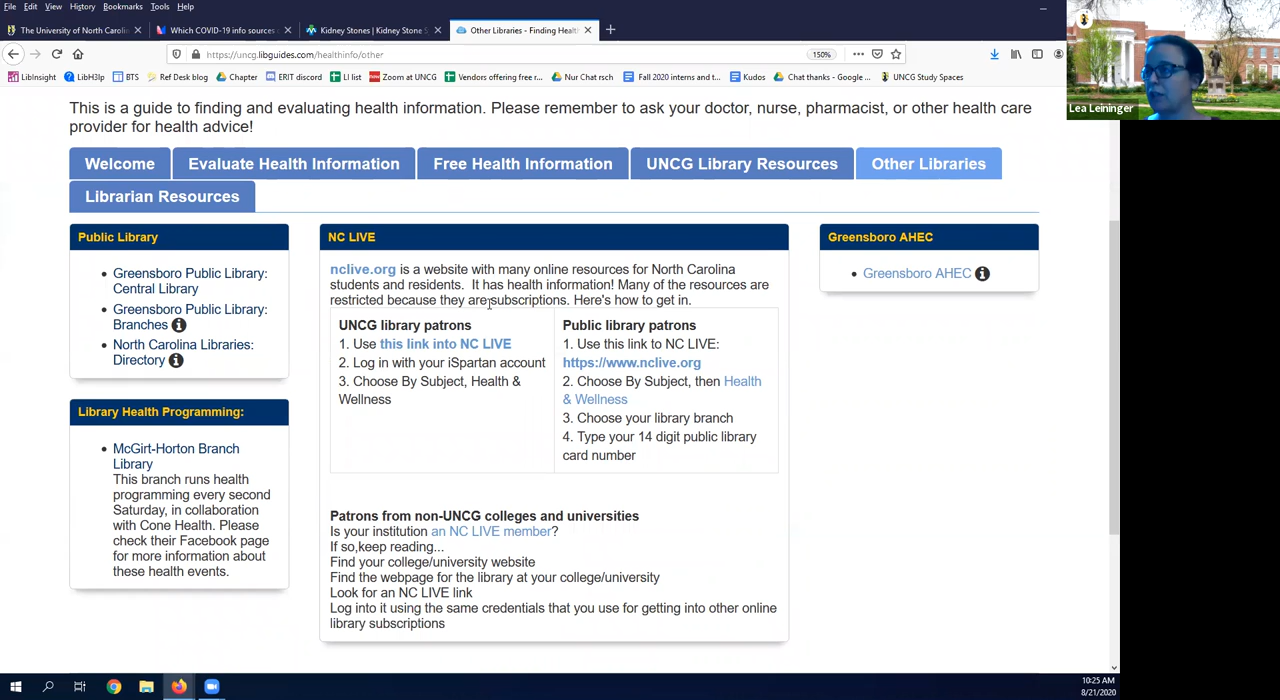 File Edit View History Bookmarks Tools Help
The University of North Caroli
Which COVID-19 info sources
Kidney Stones | Kidney Stone S
Other Libraries - Finding Health
https://uncg.libguides.com/healthinfo/other
150%
LibInsight LibH3lp BTS Ref Desk blog Chapter ERIT discord LI list Zoom at UNCG Vendors offering free r... Nur Chat rsch Fall 2020 interns and t... Kudos Chat thanks - Google ... UNCG Study Spaces
Lea Leininger
This is a guide to finding and evaluating health information. Please remember to ask your doctor, nurse, pharmacist, or other health care
provider for health advice!
Welcome Evaluate Health Information Free Health Information UNCG Library Resources Other Libraries
Librarian Resources
Public Library
Greensboro Public Library:
Central Library
Greensboro Public Library:
Branches
North Carolina Libraries:
Directory
Library Health Programming:
McGirt-Horton Branch
Library
This branch runs health
programming every second
Saturday, in collaboration
with Cone Health. Please
check their Facebook page
for more information about
these health events.
NC LIVE
nclive.org is a website with many online resources for North Carolina
students and residents. It has health information! Many of the resources are
restricted because they are subscriptions. Here's how to get in.
UNCG library patrons
1. Use this link into NC LIVE
2. Log in with your iSpartan account
3. Choose By Subject, Health &
Wellness
Public library patrons
1. Use this link to NC LIVE:
https://www.nclive.org
2. Choose By Subject, then Health
& Wellness
3. Choose your library branch
4. Type your 14 digit public library
card number
Patrons from non-UNCG colleges and universities
Is your institution an NC LIVE member?
If so,keep reading...
Find your college/university website
Find the webpage for the library at your college/university
Look for an NC LIVE link
Log into it using the same credentials that you use for getting into other online
library subscriptions
Greensboro AHEC
Greensboro AHEC
10:25 AM
8/21/2020